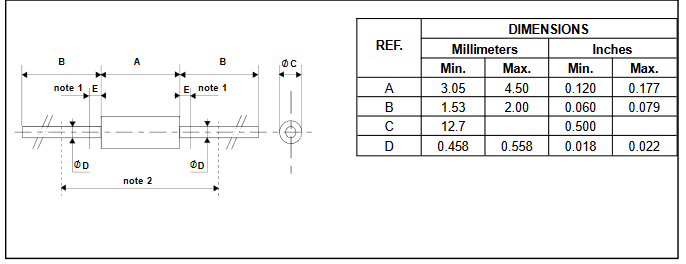 B A B ØC
note 1 E E note 1
ØD ØD
note 2
REF. DIMENSIONS
Millimeters Inches
Min. Max. Min. Max.
A 3.05 4.50 0.120 0.177
B 1.53 2.00 0.060 0.079
C 12.7 0.500
D 0.458 0.558 0.018 0.022